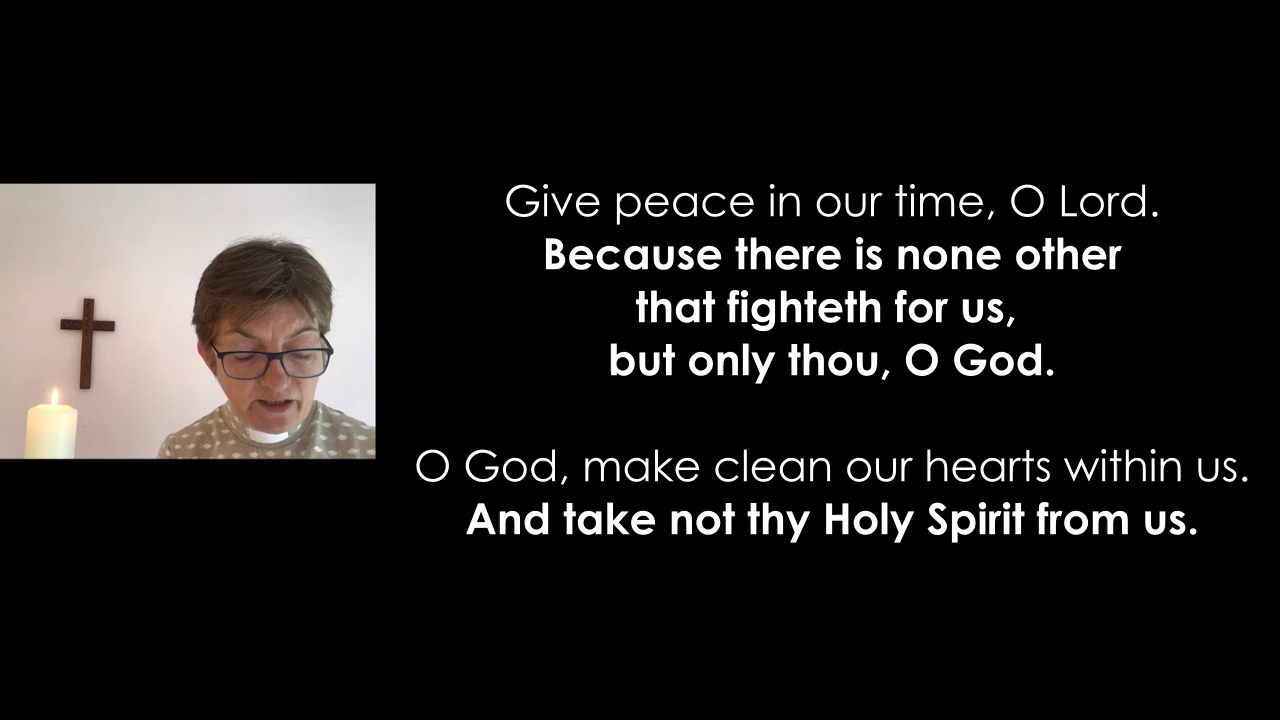 Give peace in our time, O Lord.
Because there is none other
that fighteth for us,
but only thou, O God.
O God, make clean our hearts within us.
And take not thy Holy Spirit from us.